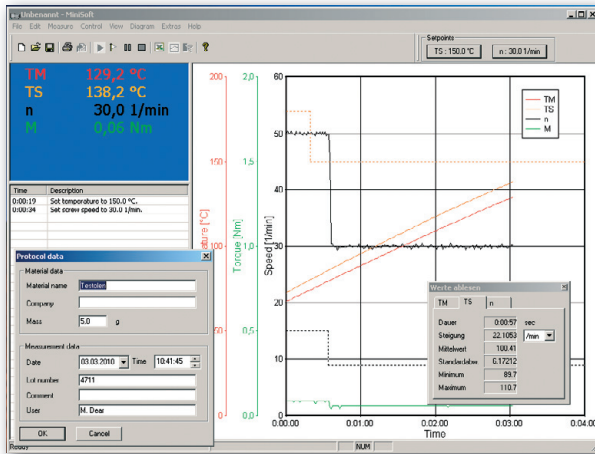 Unbenannt - MiniSoft
File Edit Measure Control View Diagram Extras Help
Setpoints
TS : 150.0 °C n : 30.0 1/min
TM 129,2 °C
TS 138,2 °C
n 30,0 1/min
M 0,06 Nm
Time Description
0:00:19 Set temperature to 150.0 °C.
0:00:34 Set screw speed to 30.0 1/min.
200
150
100
50
0
2,0
1,5
1,0
0,5
0,0
Torque [Nm]
60
50
40
30
20
10
0
Speed [1/min]
TM
TS
n
M
0:00:00 0:01:00 0:02:00 0:03:00 0:04:00
Time
Protocol data
Material data
Material name Testolen
Company
Mass 5.0 g
Measurement data
Date 03.03.2010 Time 10:41:45
Lot number 4711
Comment
User M. Dear
OK Cancel
Werte ablesen
TM TS n
Dauer 0:00:57 sec
Steigung 22.1053 /min
Mittelwert 100.41
Standardabw. 6.17212
Minimum 89.7
Maximum 110.7
Ready NUM